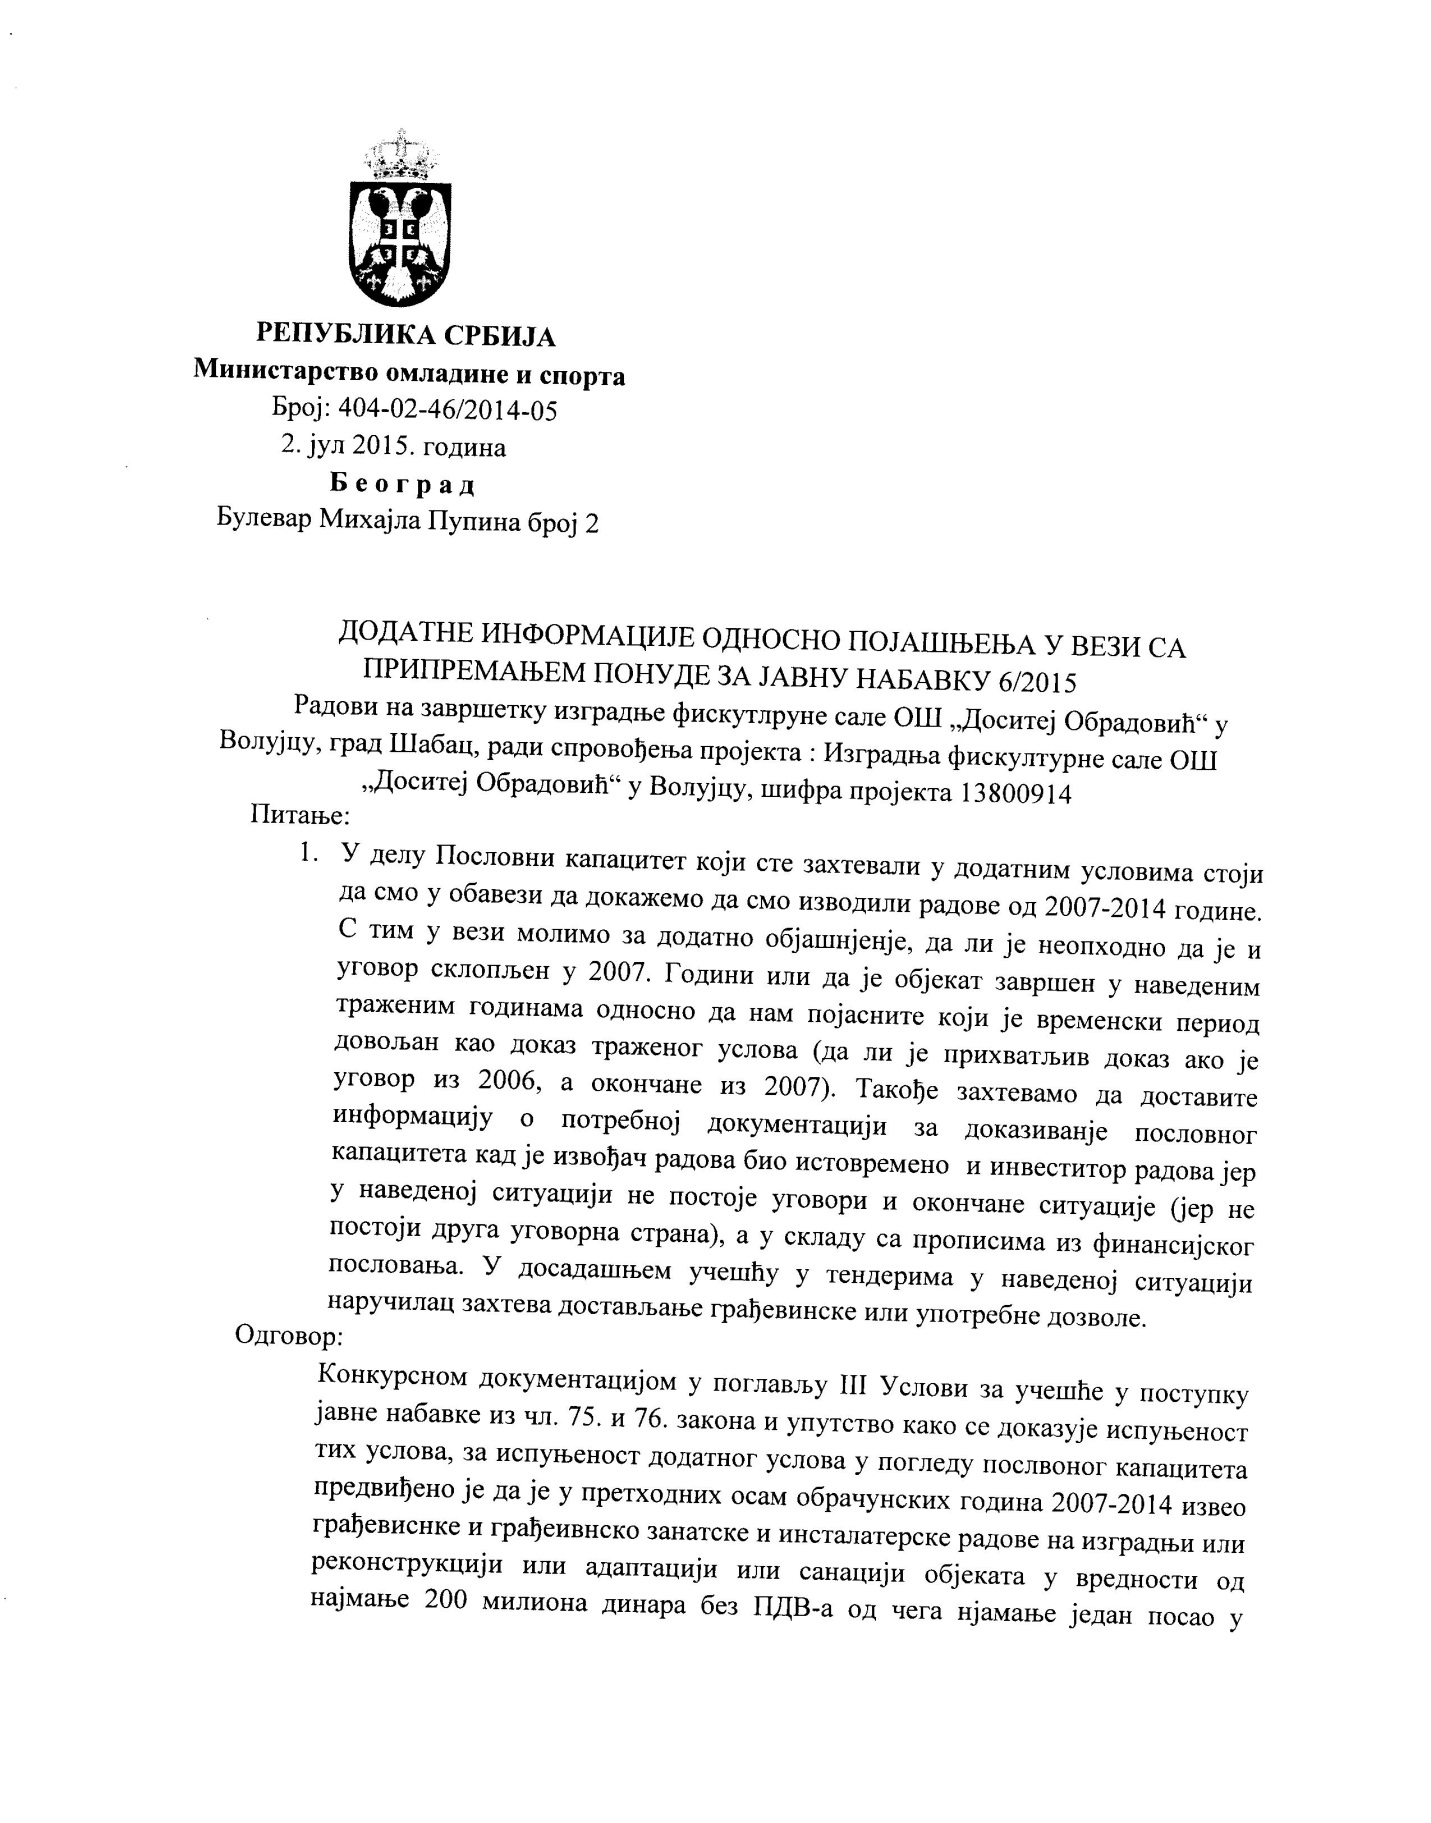 РЕПУБЛИКА СРБИЈА
Министарство омладине и спорта
Број: 404-02-46/2014-05
2. јул 2015. година
Б е о г р а д
Булевар Михајла Пупина број 2
ДОДАТНЕ ИНФОРМАЦИЈЕ ОДНОСНО ПОЈАШЊЕЊА У ВЕЗИ СА
ПРИПРЕМАЊЕМ ПОНУДЕ ЗА ЈАВНУ НАБАВКУ 6/2015
Радови на завршетку изградње фискутлруне сале ОШ „Доситеј Обрадовић“ у
Волујцу, град Шабац, ради спровођења пројекта : Изградња фискултурне сале ОШ
„Доситеј Обрадовић“ у Волујцу, шифра пројекта 13800914
Питање:
1. У делу Пословни капацитет који сте захтевали у додатним условима стоји
да смо у обавези да докажемо да смо изводили радове од 2007-2014 године.
С тим у вези молимо за додатно објашнјенје, да ли је неопходно да је и
уговор склопљен у 2007. Години или да је објекат завршен у наведеним
траженим годинама односно да нам појасните који је временски период
довољан као доказ траженог услова (да ли је прихватљив доказ ако је
уговор из 2006, а окончане из 2007). Такође захтевамо да доставите
информацију о потребној документацији за доказиванје пословног
капацитета кад је извођач радова био истовремено и инвеститор радова јер
у наведеној ситуацији не постоје уговори и окончане ситуације (јер не
постоји друга уговорна страна), а у складу са прописима из финансијског
пословања. У досадашњем учешћу у тендерима у наведеној ситуацији
наручилац захтева достављање грађевинске или употребне дозволе.
Одговор:
Конкурсном документацијом у поглављу III Услови за учешће у поступку
јавне набавке из чл. 75. и 76. закона и упутство како се доказује испуњеност
тих услова, за испуњеност додатног услова у погледу послвоног капацитета
предвиђено је да је у претходних осам обрачунских година 2007-2014 извео
грађевиснке и грађеивнско занатске и инсталатерске радове на изградњи или
реконструкцији или адаптацији или санацији објеката у вредности од
најмање 200 милиона динара без ПДВ-а од чега нјамање један посао у